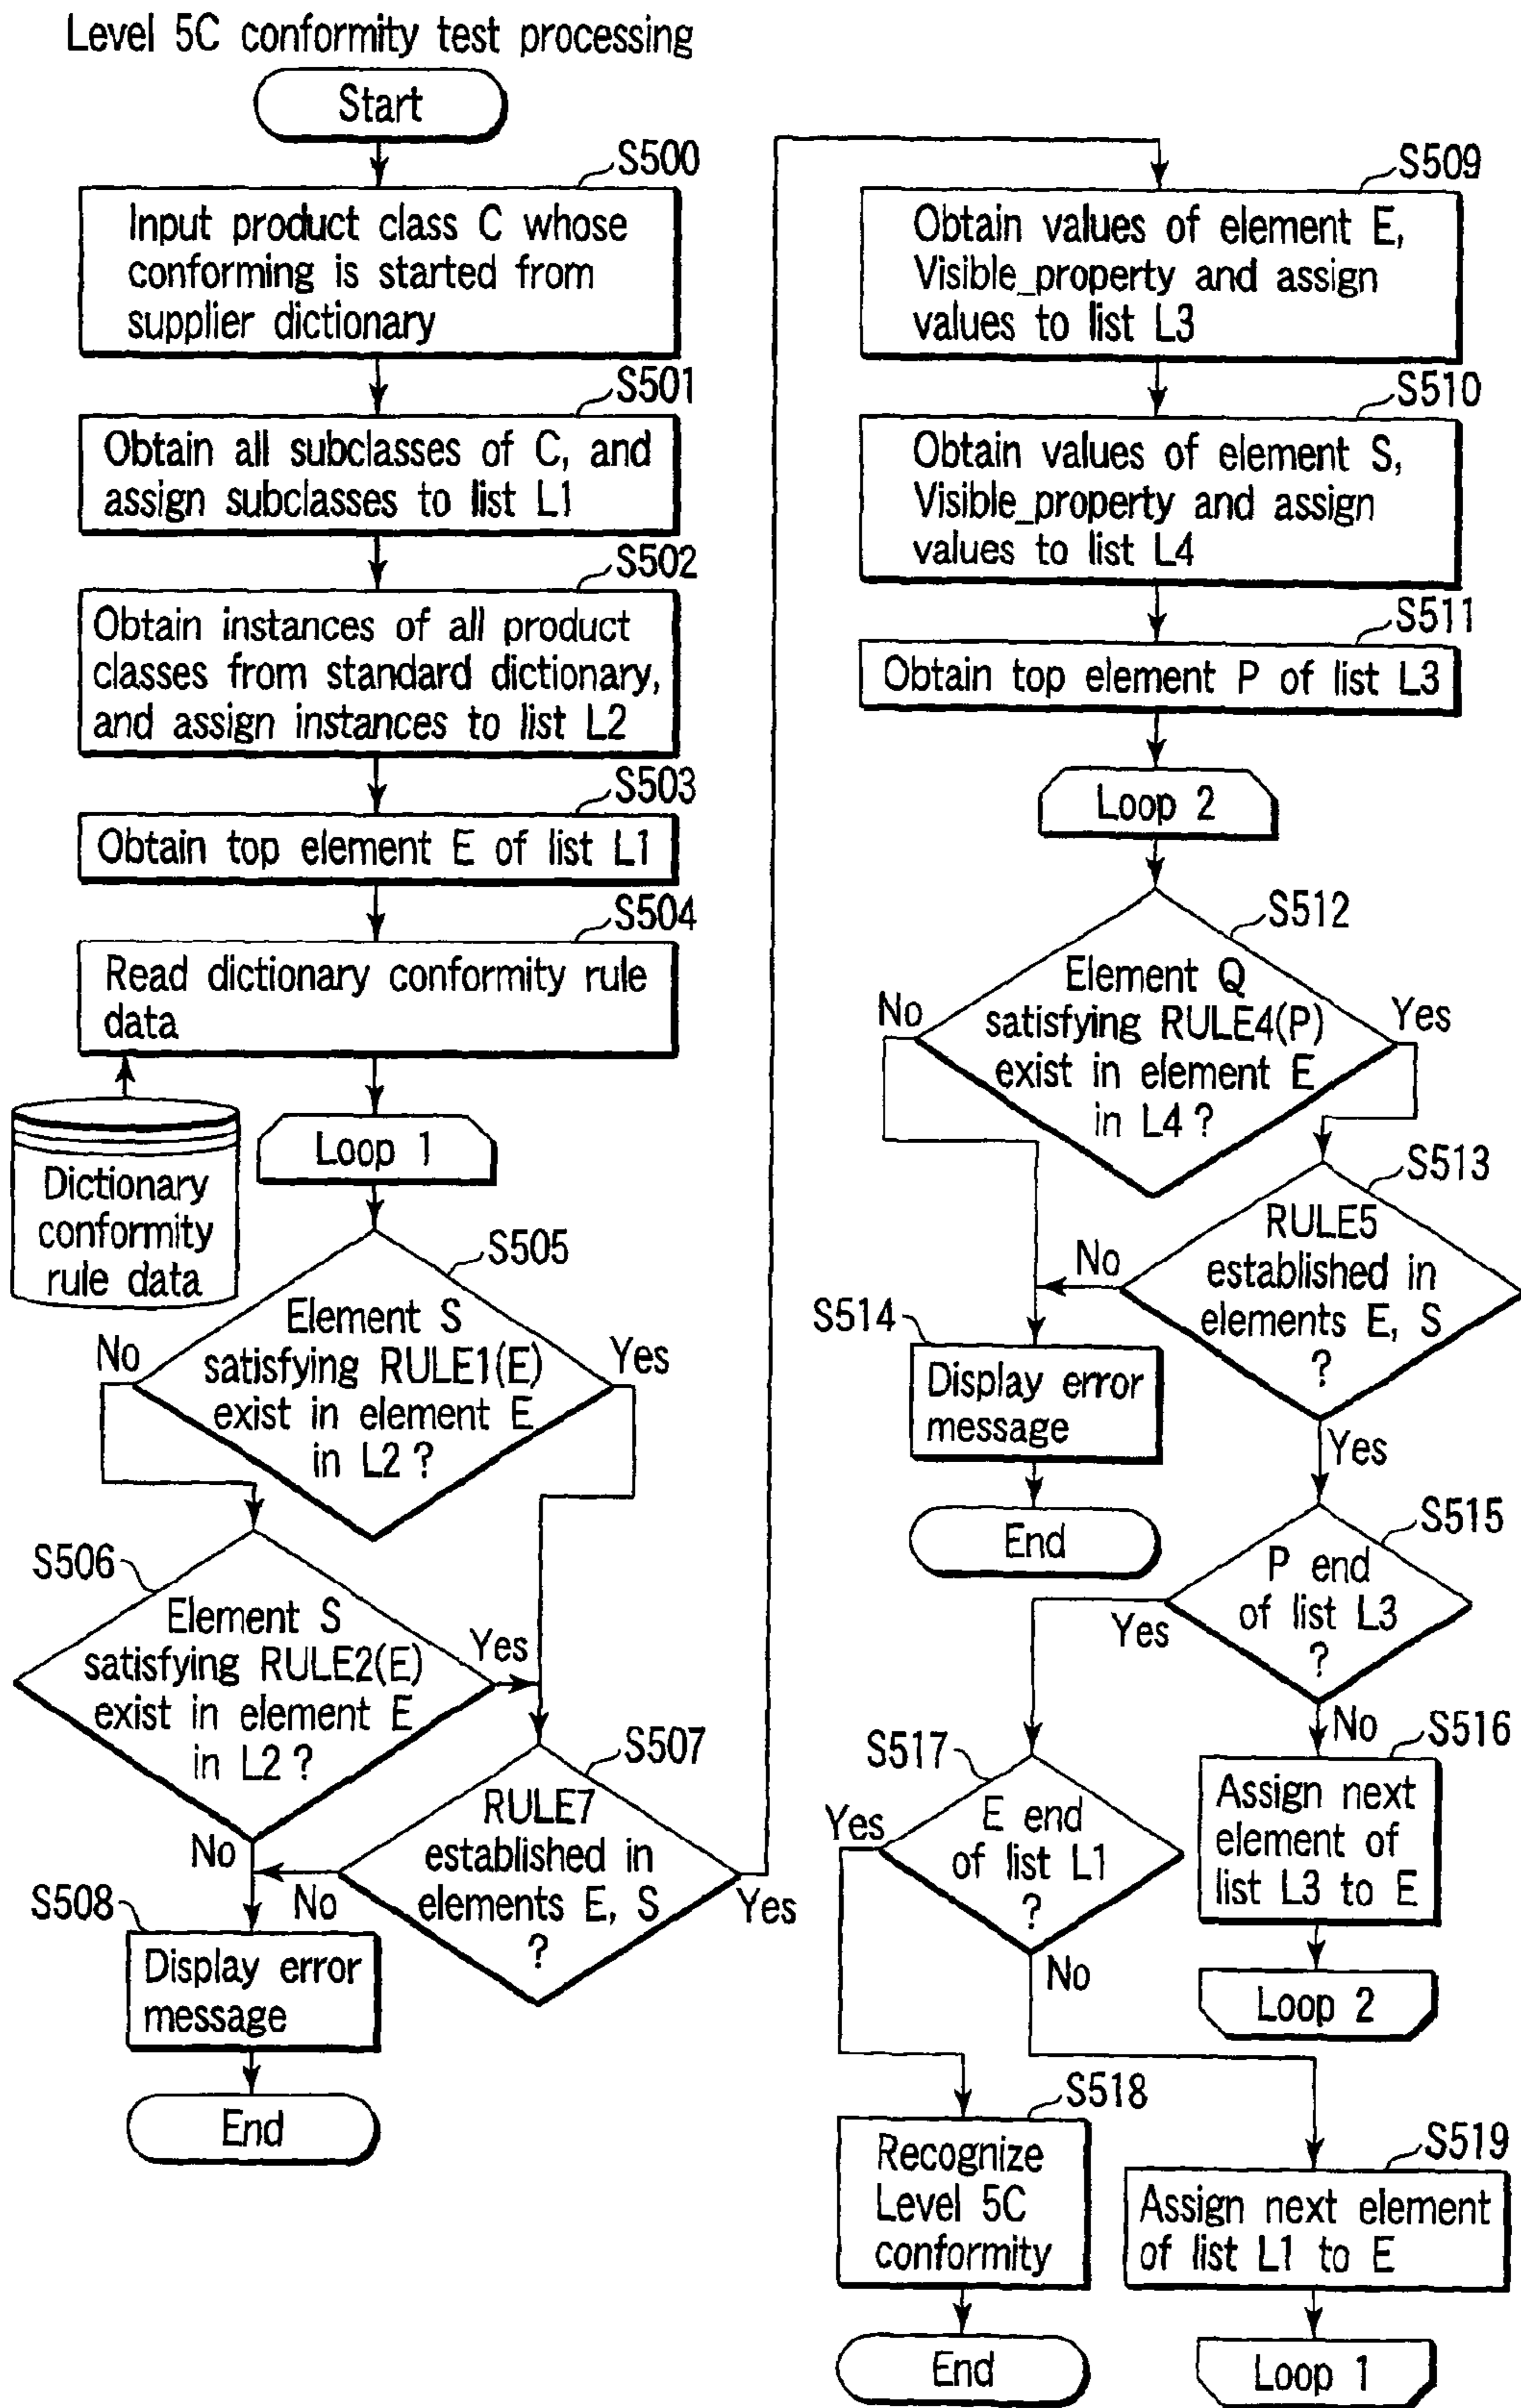 Level 5C conformity test processing
Start
S500
Input product class C whose
conforming is started from
supplier dictionary
S501
Obtain all subclasses of C, and
assign subclasses to list L1
S502
Obtain instances of all product
classes from standard dictionary,
and assign instances to list L2
S503
Obtain top element E of list L1
S504
Read dictionary conformity rule
data
Dictionary
conformity
rule data
Loop 1
S505
Element S
satisfying RULE1(E)
exist in element E
in L2 ?
No
Yes
S506
Element S
satisfying RULE2(E)
exist in element E
in L2 ?
Yes
No
S507
RULE7
established in
elements E, S
?
No
Yes
S508
Display error
message
End
S509
Obtain values of element E,
Visible_property and assign
values to list L3
S510
Obtain values of element S,
Visible_property and assign
values to list L4
S511
Obtain top element P of list L3
Loop 2
S512
Element Q
satisfying RULE4(P)
exist in element E
in L4 ?
No
Yes
S513
RULE5
established in
elements E, S
?
No
Yes
S514
Display error
message
End
S515
P end
of list L3
?
Yes
No
S516
Assign next
element of
list L3 to E
Loop 2
S517
E end
of list L1
?
Yes
No
S518
Recognize
Level 5C
conformity
End
S519
Assign next element
of list L1 to E
Loop 1